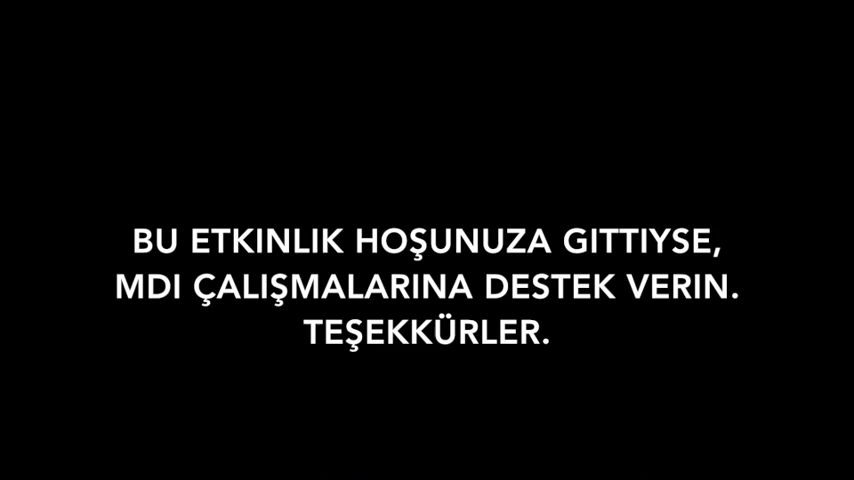 BU ETKINLIK HOŞUNUZA GITTIYSE,
MDI ÇALIŞMALARINA DESTEK VERIN.
TEŞEKKÜRLER.